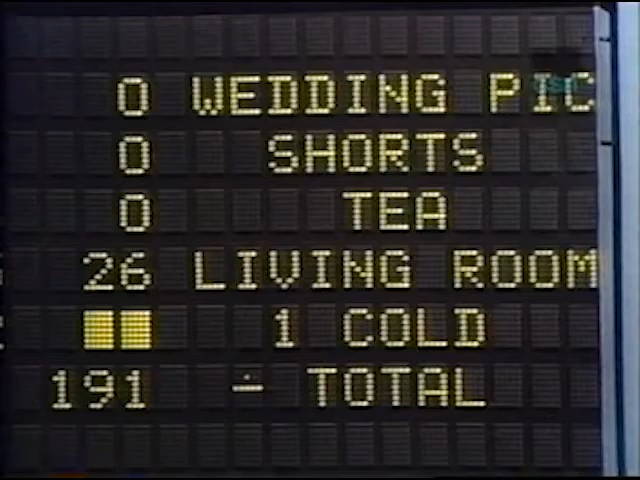 0 WEDDING PIC
0 SHORTS
0 TEA
26 LIVING ROOM
1 COLD
191 - TOTAL